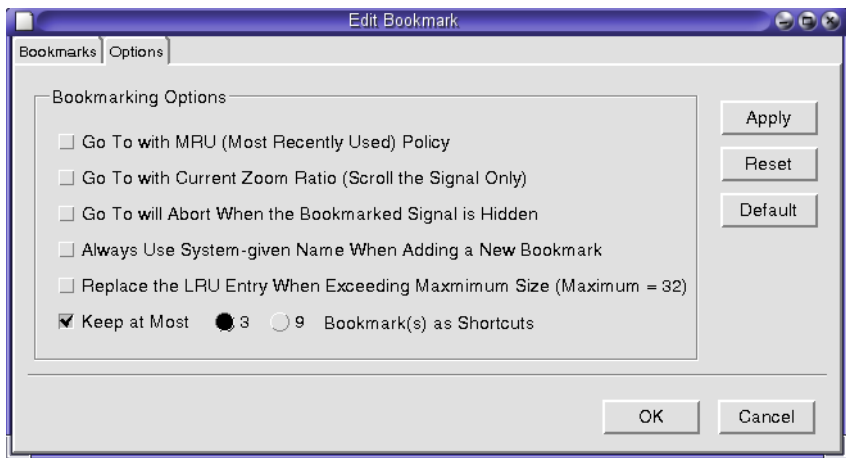 Edit Bookmark
Bookmarks Options
Bookmarking Options
Go To with MRU (Most Recently Used) Policy
Go To with Current Zoom Ratio (Scroll the Signal Only)
Go To will Abort When the Bookmarked Signal is Hidden
Always Use System-given Name When Adding a New Bookmark
Replace the LRU Entry When Exceeding Maxmimum Size (Maximum = 32)
Keep at Most 3 9 Bookmark(s) as Shortcuts
Apply
Reset
Default
OK Cancel